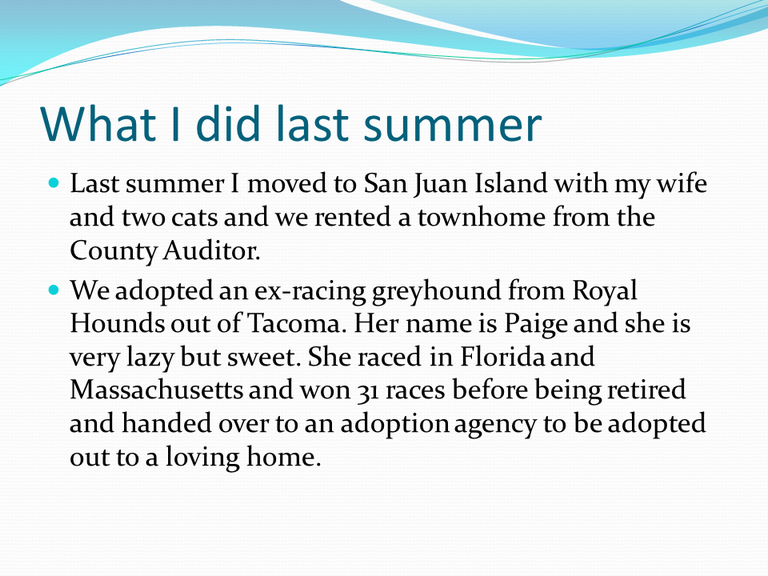 What I did last summer
Last summer I moved to San Juan Island with my wife
and two cats and we rented a townhome from the
County Auditor.
We adopted an ex-racing greyhound from Royal
Hounds out of Tacoma. Her name is Paige and she is
very lazy but sweet. She raced in Florida and
Massachusetts and won 31 races before being retired
and handed over to an adoption agency to be adopted
out to a loving home.